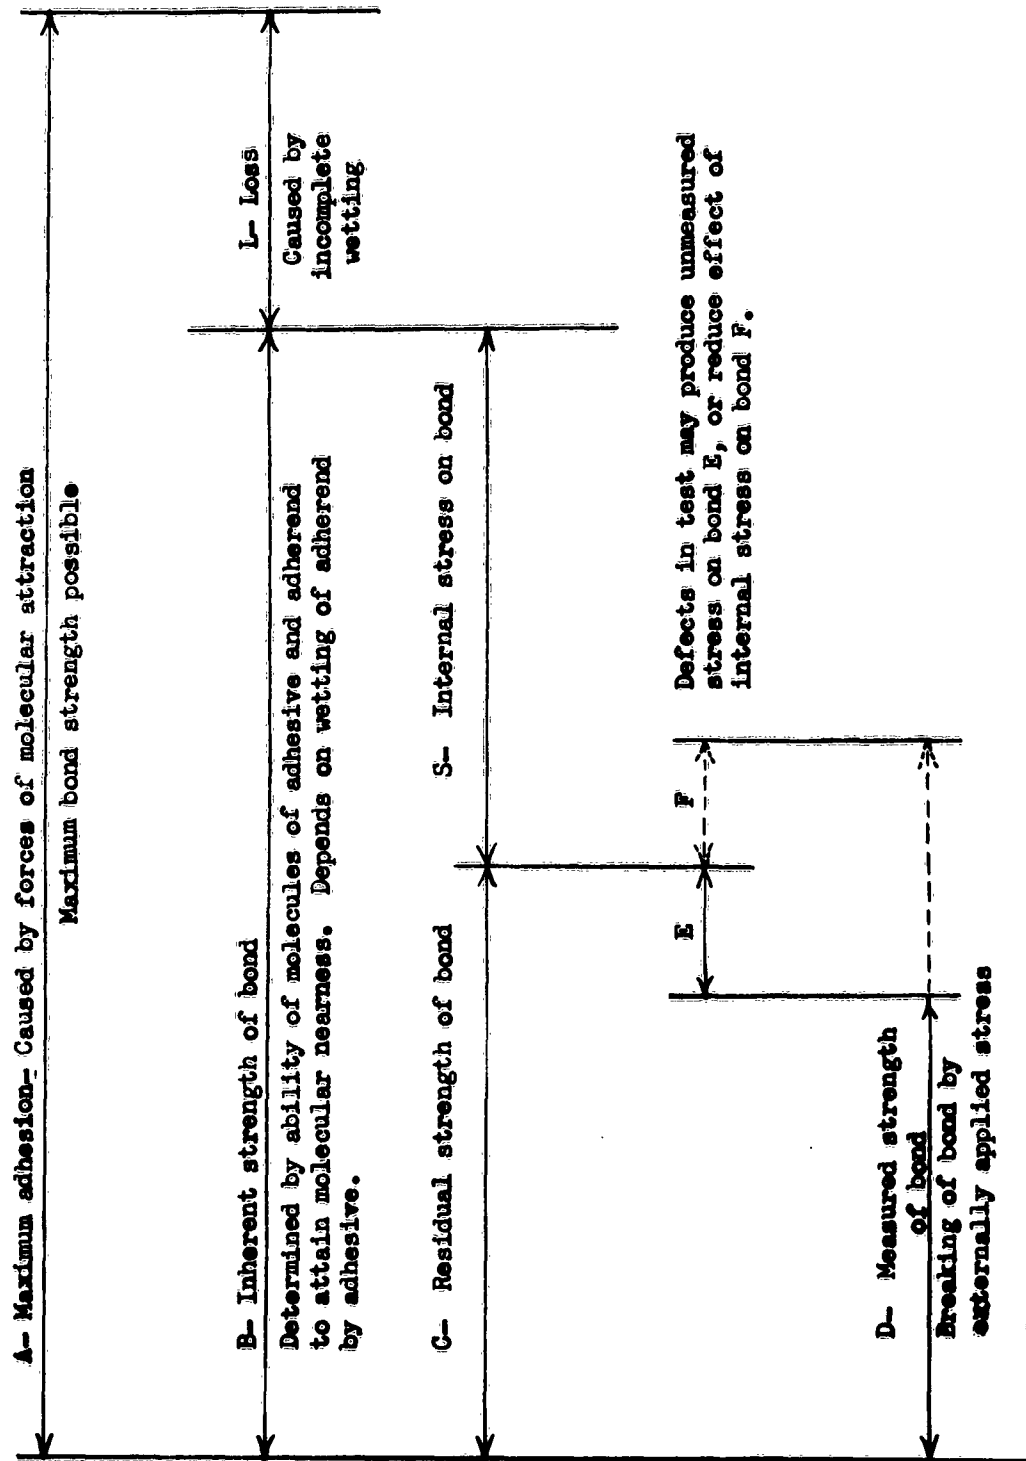 A- Maximum adhesion- Caused by forces of molecular attraction
Maximum bond strength possible
B- Inherent strength of bond
Determined by ability of molecules of adhesive and adherend
to attain molecular nearness. Depends on wetting of adherend
by adhesive.
L- Loss
Caused by
incomplete
wetting
C- Residual strength of bond
S- Internal stress on bond
E
F
Defects in test may produce unmeasured
stress on bond E, or reduce effect of
internal stress on bond F.
D- Measured strength
of bond
Breaking of bond by
externally applied stress